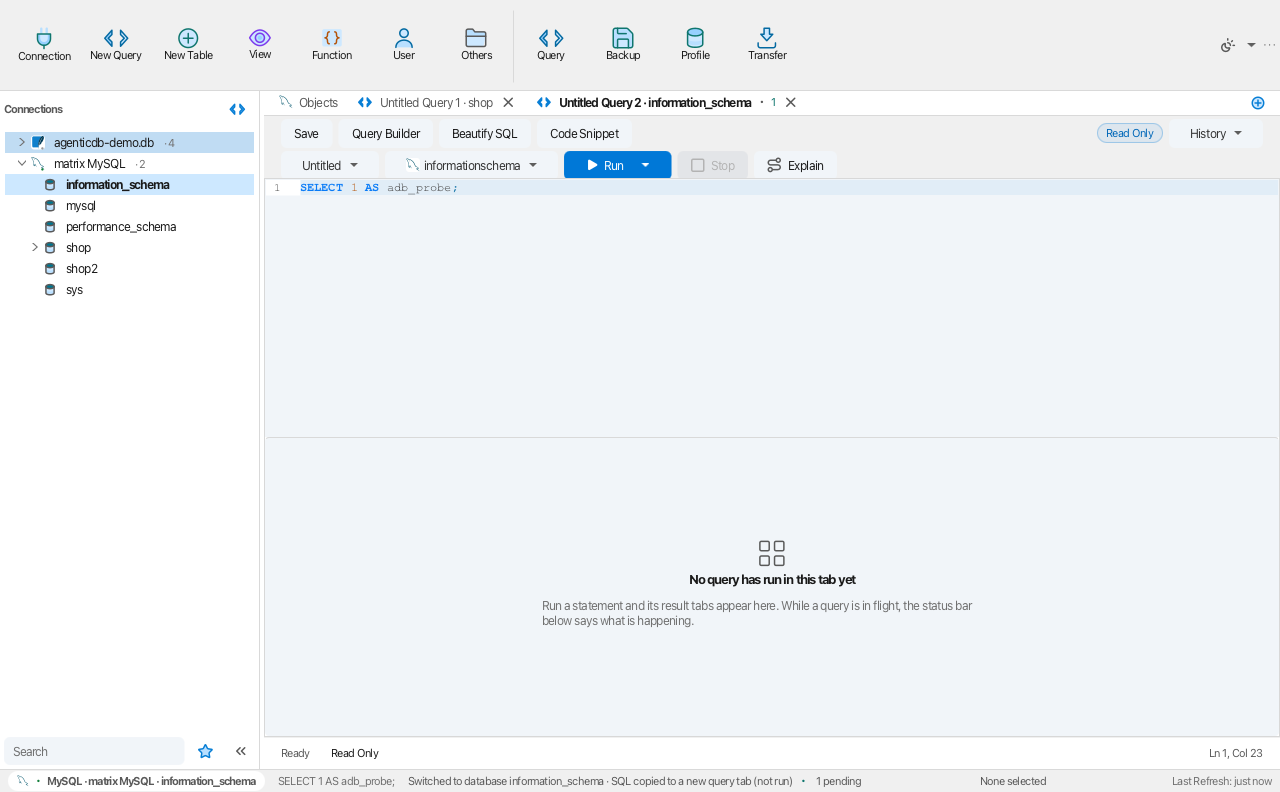 Connection
New Query
New Table
View
Function
User
Others
Query
Backup
Profile
Transfer
Connections
Objects
Untitled Query 1 · shop
Untitled Query 2 · information_schema · 1
agenticdb-demo.db · 4
matrix MySQL · 2
information_schema
mysql
performance_schema
shop
shop2
sys
Save
Query Builder
Beautify SQL
Code Snippet
Read Only
History
Untitled
informationschema
Run
Stop
Explain
1 SELECT 1 AS adb_probe;
No query has run in this tab yet
Run a statement and its result tabs appear here. While a query is in flight, the status bar
below says what is happening.
Search
Ready
Read Only
Ln 1, Col 23
MySQL · matrix MySQL · information_schema
SELECT 1 AS adb_probe;
Switched to database information_schema · SQL copied to a new query tab (not run) · 1 pending
None selected
Last Refresh: just now